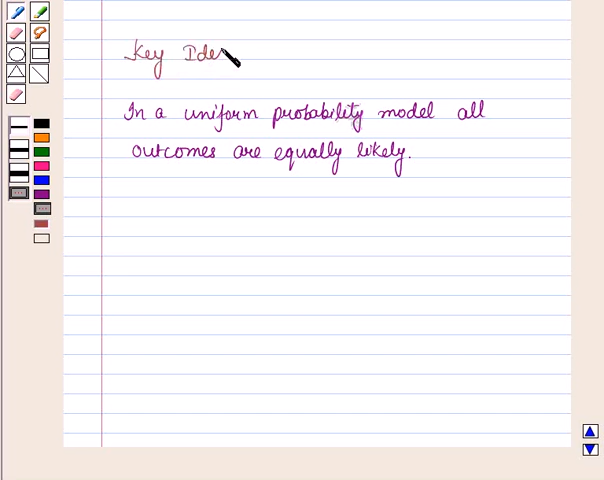 Key Ide
In a uniform probability model all
outcomes are equally likely.